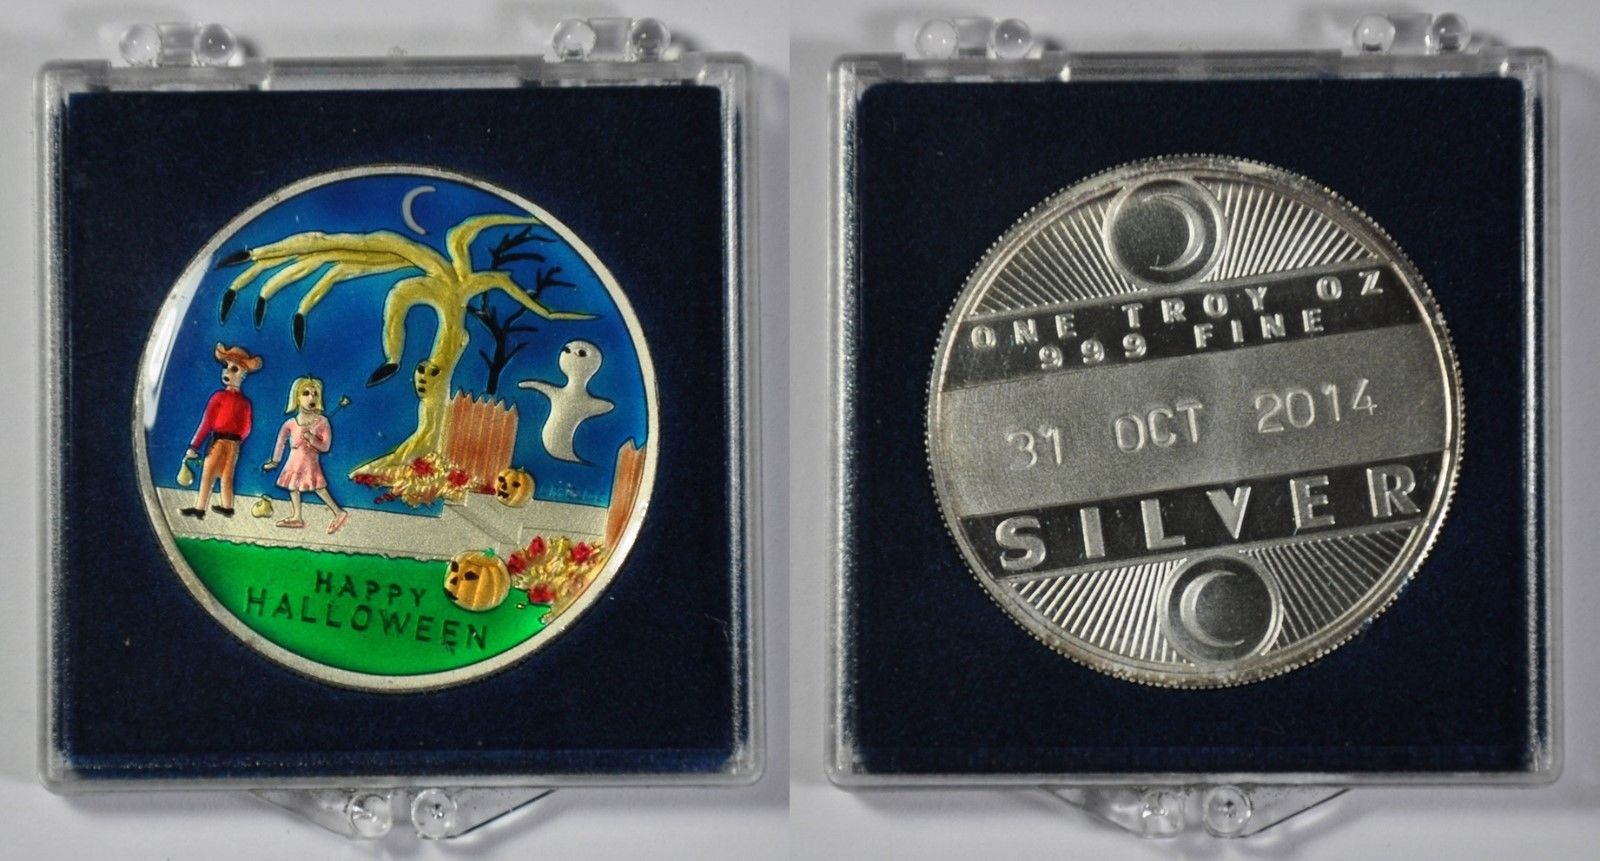 HAPPY
HALLOWEEN
ONE TROY OZ
999 FINE
31 OCT 2014
SILVER